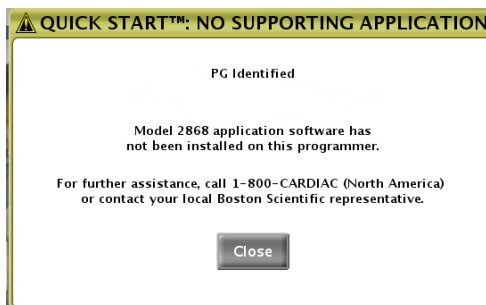 QUICK START™: NO SUPPORTING APPLICATION
PG Identified
Model 2868 application software has
not been installed on this programmer.
For further assistance, call 1-800-CARDIAC (North America)
or contact your local Boston Scientific representative.
Close